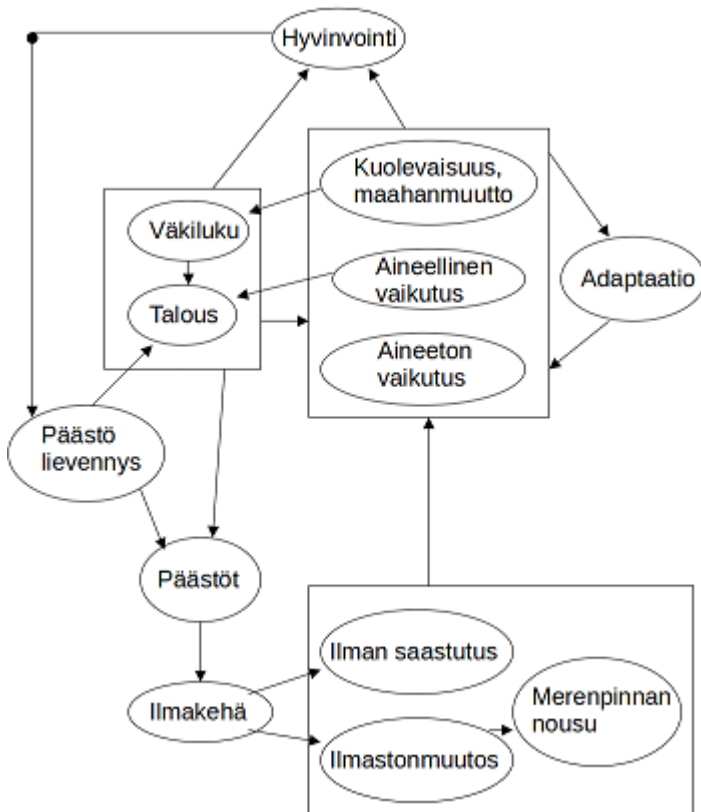 Hyvinvointi
Kuolevaisuus,
maahanmuutto
Väkiluku
Aineellinen
vaikutus
Adaptaatio
Talous
Aineeton
vaikutus
Päästö
lievennys
Päästöt
Ilman saastutus
Merenpinnan
nousu
Ilmakehä
Ilmastonmuutos